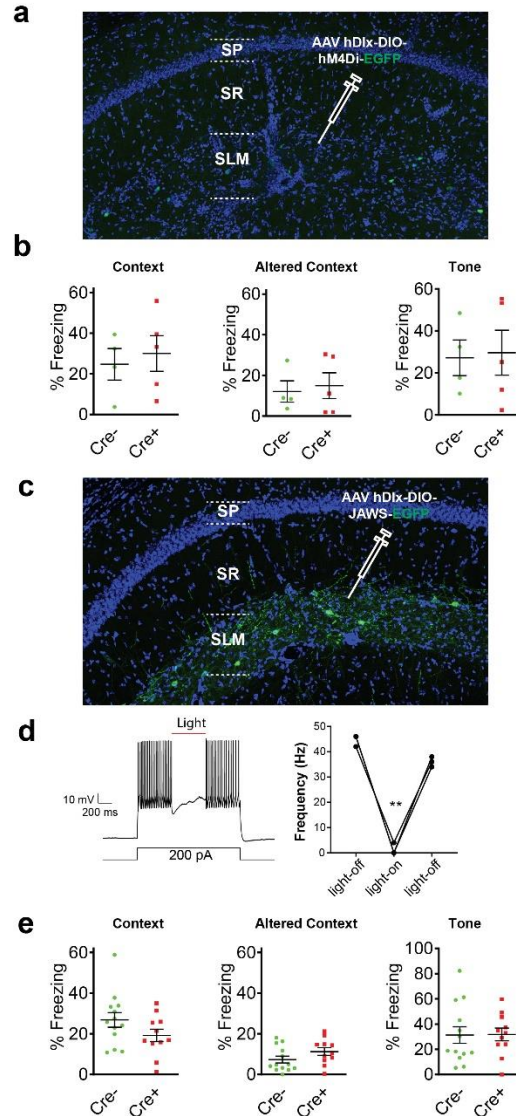 a
SP
SR
SLM
AAV hDlx-DIO-
hM4Di-EGFP
b
Context
Altered Context
Tone
% Freezing
60
40
20
0
Cre-
Cre+
% Freezing
60
40
20
0
Cre-
Cre+
% Freezing
60
40
20
0
Cre-
Cre+
c
SP
SR
SLM
AAV hDlx-DIO-
JAWS-EGFP
d
Light
10 mV
200 ms
200 pA
Frequency (Hz)
50
40
30
20
10
0
**
light-off
light-on
light-off
e
Context
Altered Context
Tone
% Freezing
60
40
20
0
Cre-
Cre+
% Freezing
60
40
20
0
Cre-
Cre+
% Freezing
100
80
60
40
20
0
Cre-
Cre+